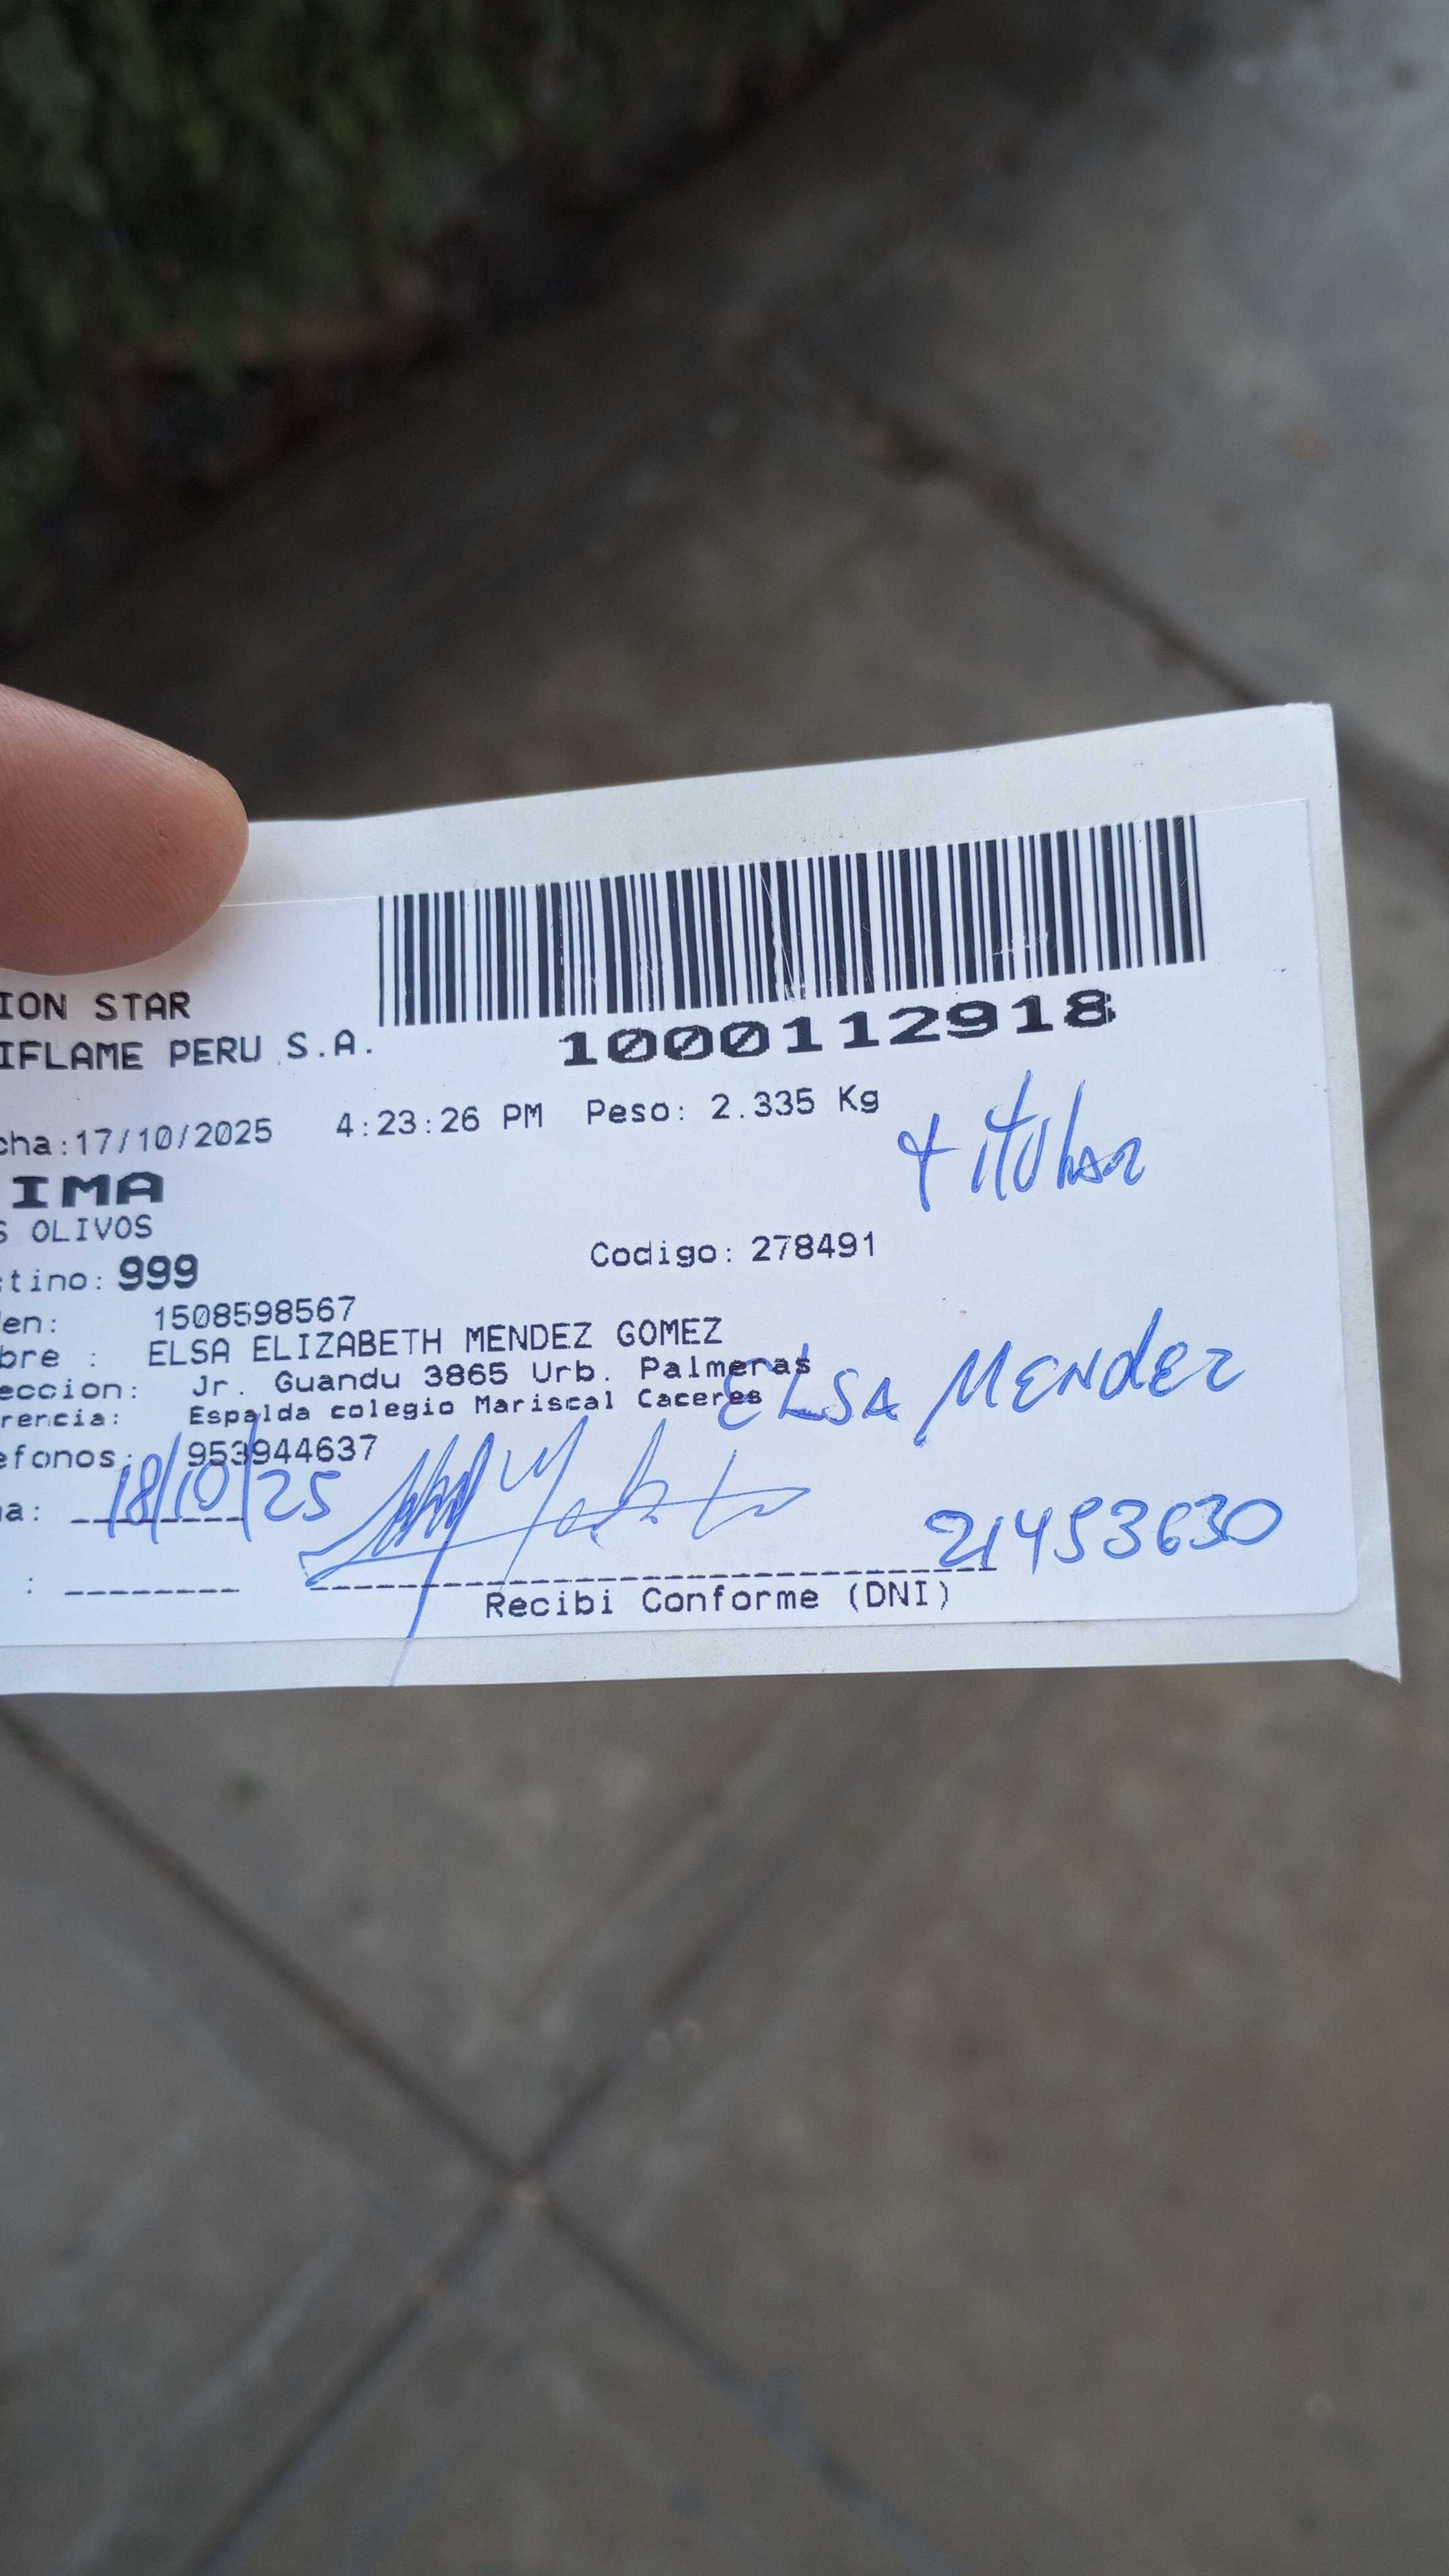 ION STAR
IFLAME PERU S.A.
1000112918
cha:17/10/2025 4:23:26 PM Peso: 2.335 Kg
titular
IMA
S OLIVOS
Codigo: 278491
tino: 999
en: 1508598567
bre : ELSA ELIZABETH MENDEZ GOMEZ
eccion: Jr. Guandu 3865 Urb. Palmeras
rencia: Espalda colegio Mariscal Caceres
ELSA MENDEZ
efonos: 953944637
a: 18/10/25
21453630
:
Recibi Conforme (DNI)